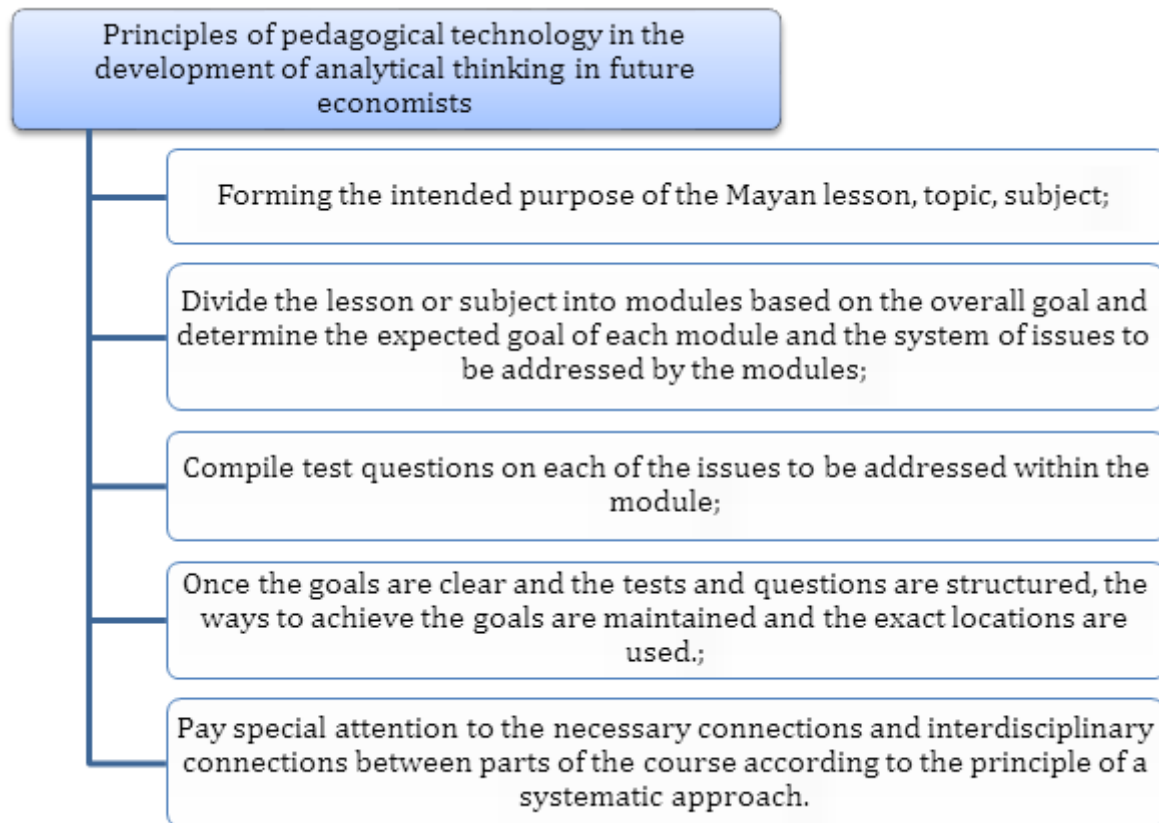 Principles of pedagogical technology in the
development of analytical thinking in future
economists
Forming the intended purpose of the Mayan lesson, topic, subject;
Divide the lesson or subject into modules based on the overall goal and
determine the expected goal of each module and the system of issues to
be addressed by the modules;
Compile test questions on each of the issues to be addressed within the
module;
Once the goals are clear and the tests and questions are structured, the
ways to achieve the goals are maintained and the exact locations are
used.;
Pay special attention to the necessary connections and interdisciplinary
connections between parts of the course according to the principle of a
systematic approach.